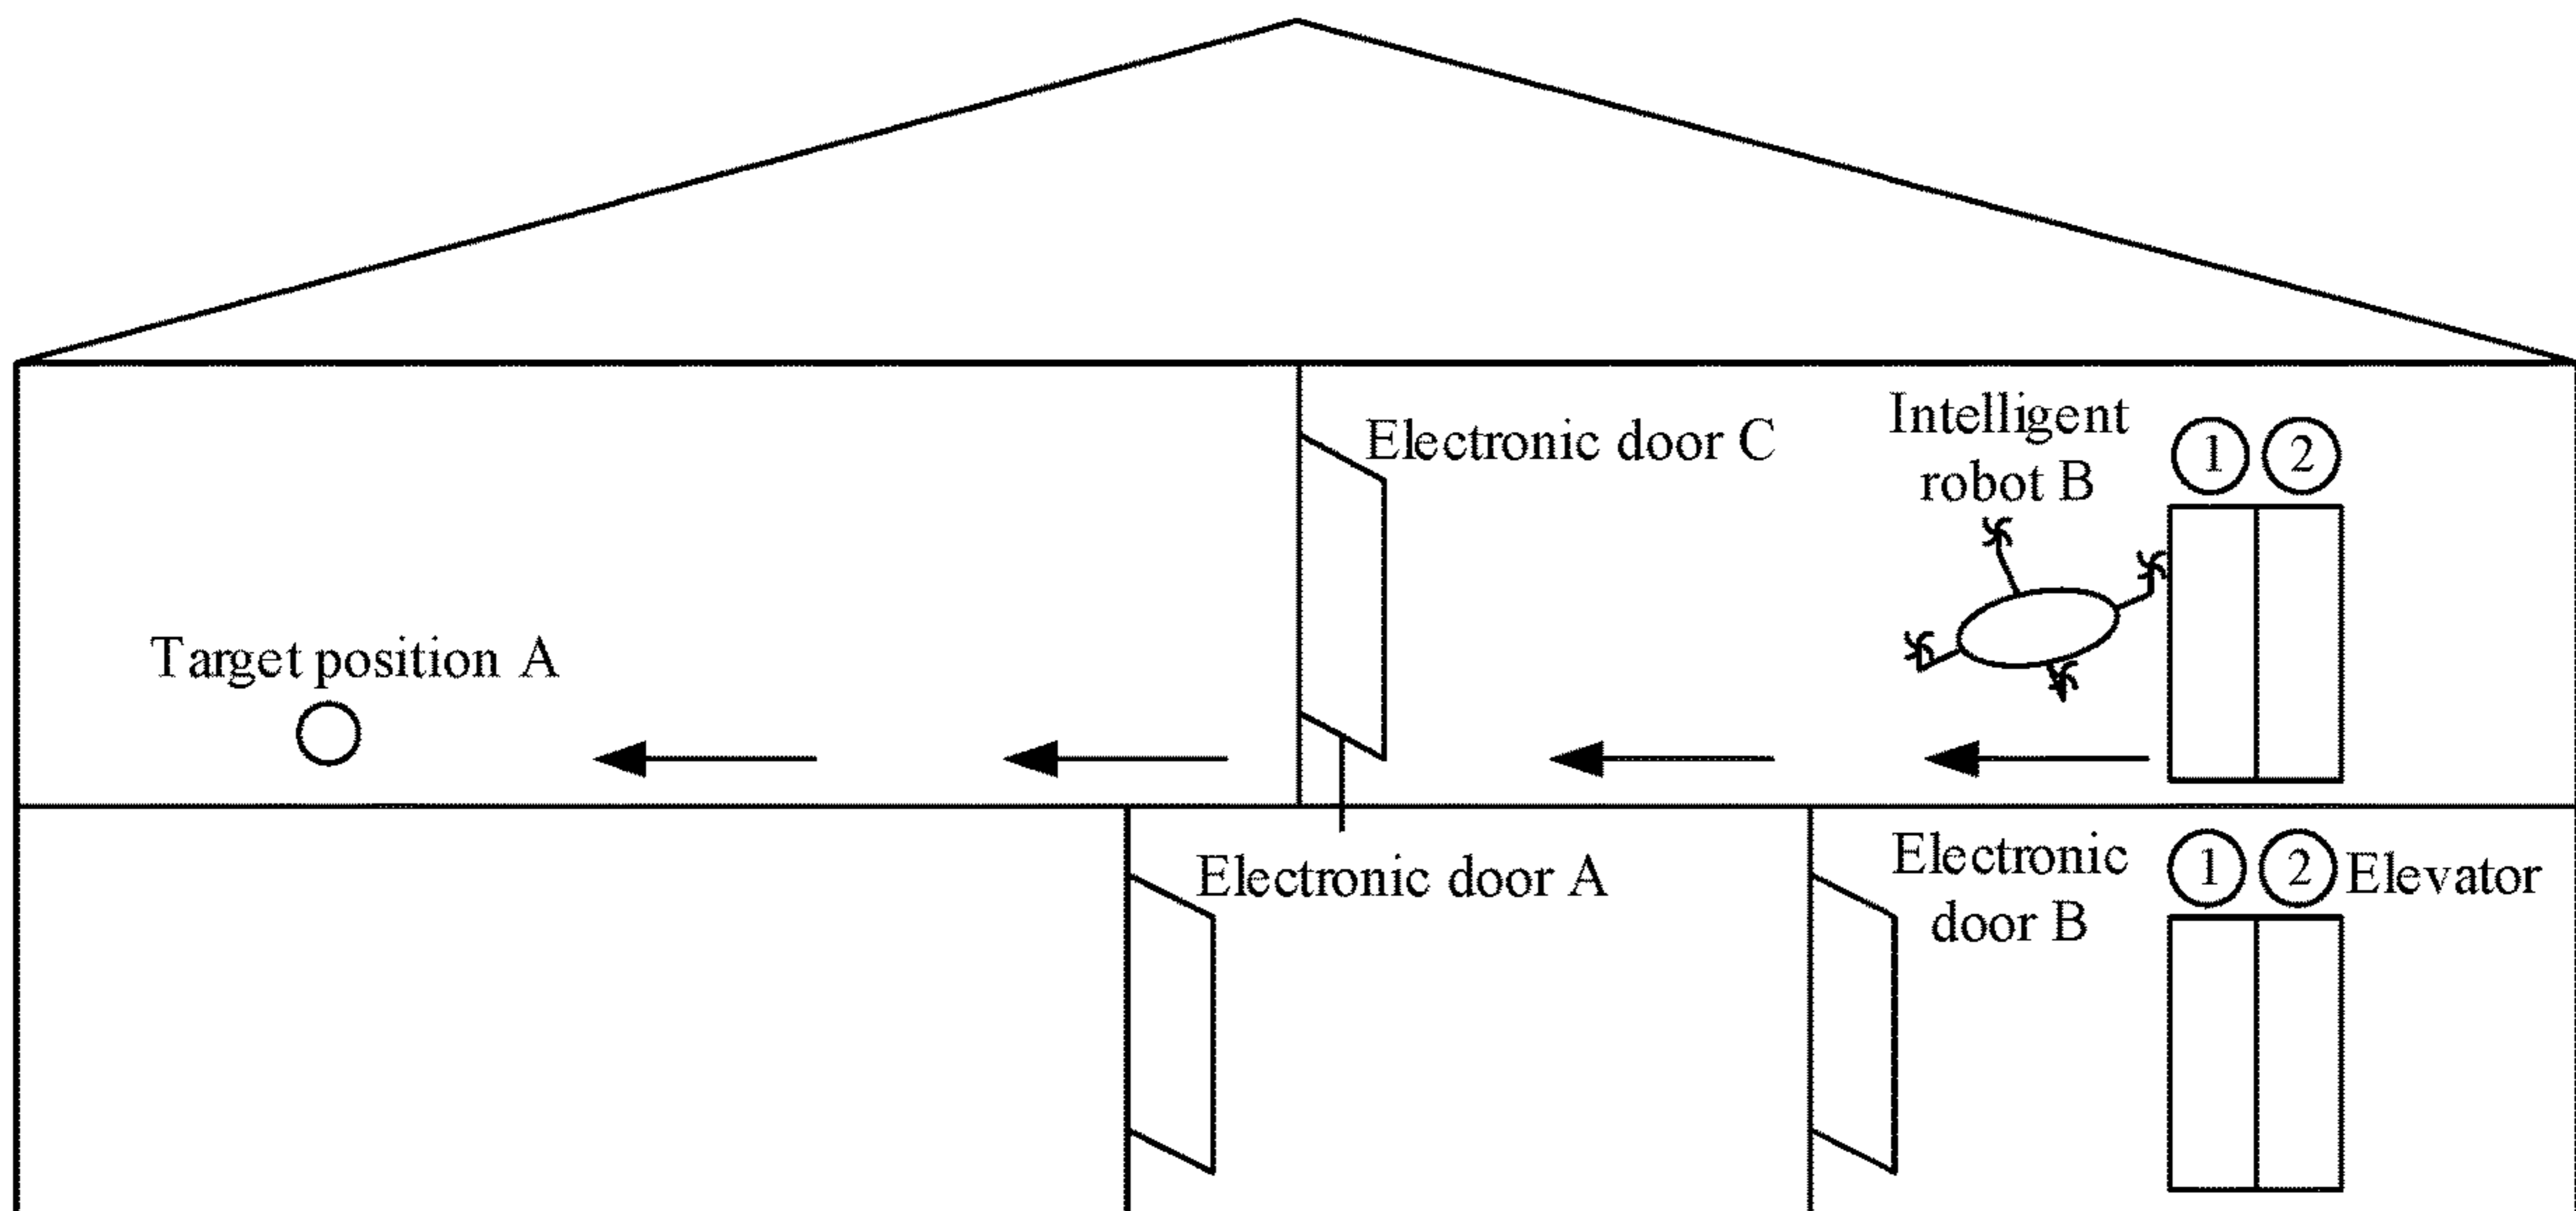 Electronic door C
Intelligent
robot B
1 2
Target position A
Electronic door A
Electronic
door B
1 2 Elevator